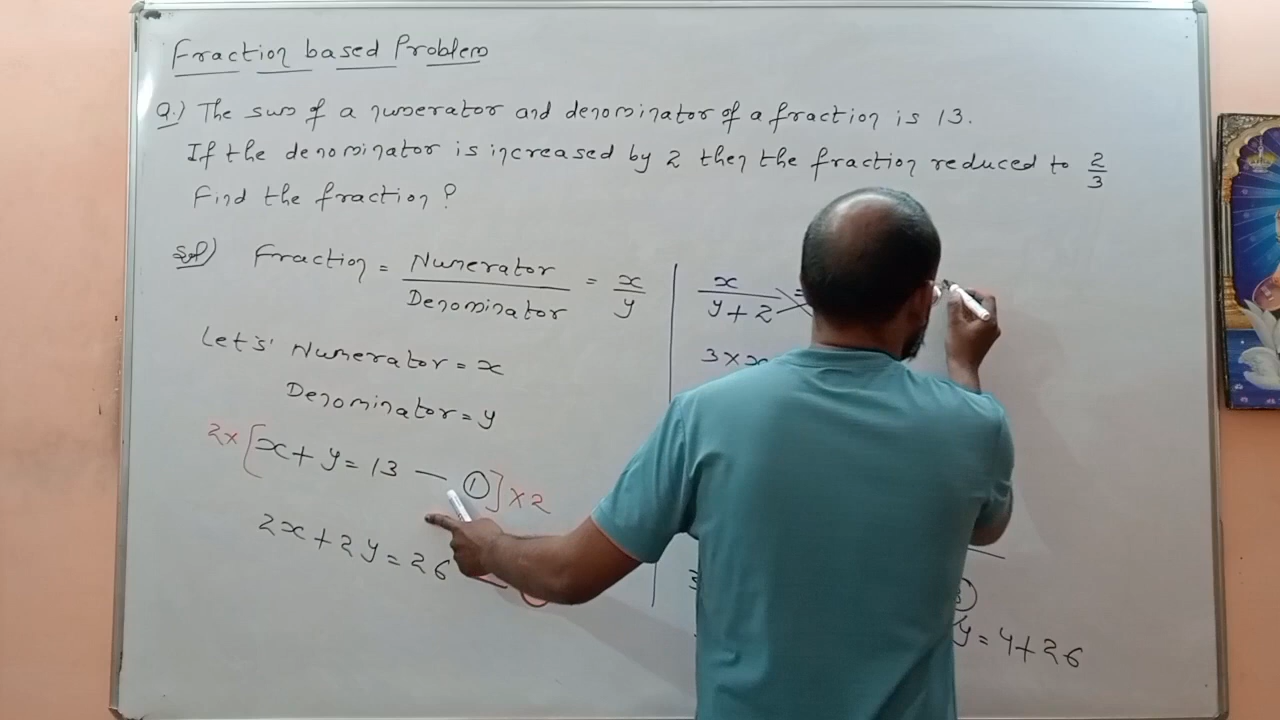 Fraction based Problem
Q.) The sum of a numerator and denominator of a fraction is 13.
If the denominator is increased by 2 then the fraction reduced to 2/3
Find the fraction?
Sol) Fraction = Numerator/Denominator = x/y
Let's Numerator = x
Denominator = y
2×[x + y = 13 — ①]×2
2x + 2y = 26
x/y + 2 =
3 × x
y = 4 + 26